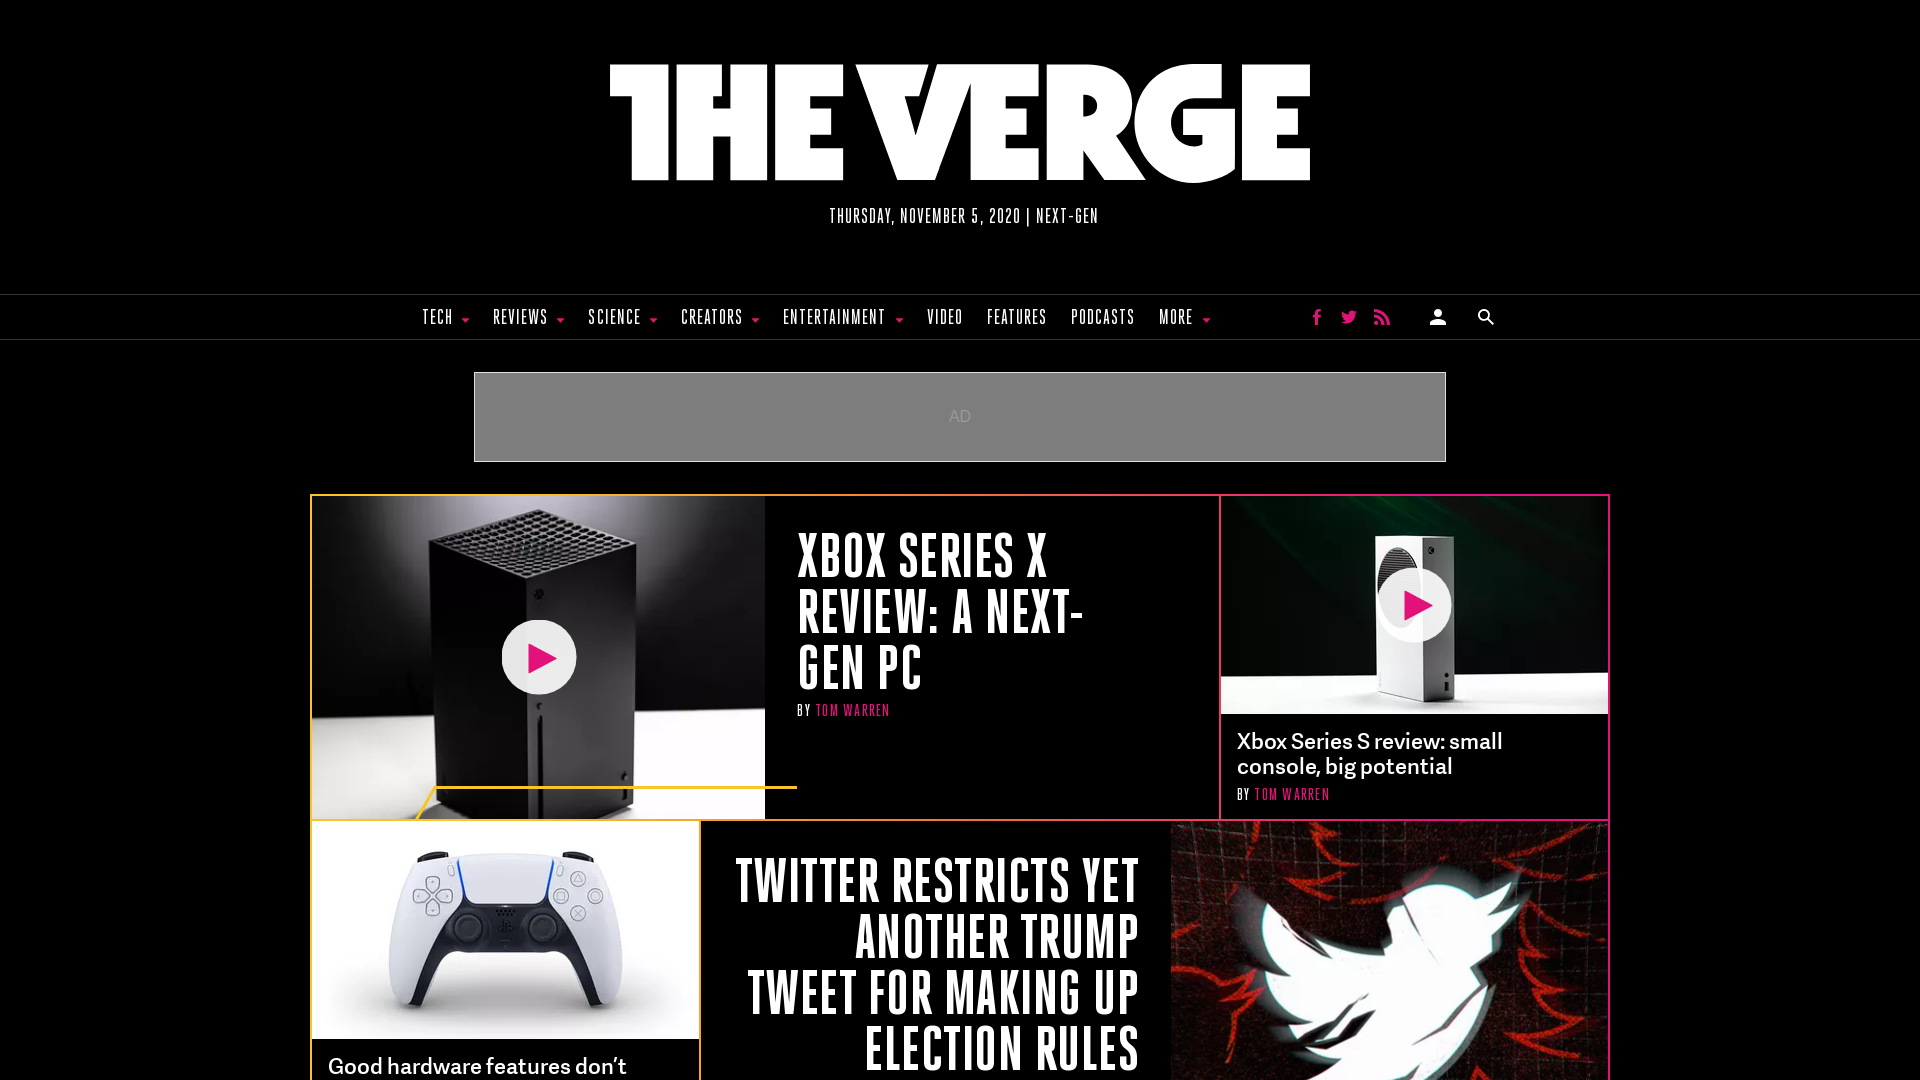 THE VERGE
THURSDAY, NOVEMBER 5, 2020 | NEXT-GEN
TECH REVIEWS SCIENCE CREATORS ENTERTAINMENT VIDEO FEATURES PODCASTS MORE
AD
XBOX SERIES X
REVIEW: A NEXT-
GEN PC
BY TOM WARREN
Xbox Series S review: small
console, big potential
BY TOM WARREN
TWITTER RESTRICTS YET
ANOTHER TRUMP
TWEET FOR MAKING UP
ELECTION RULES
Good hardware features don’t